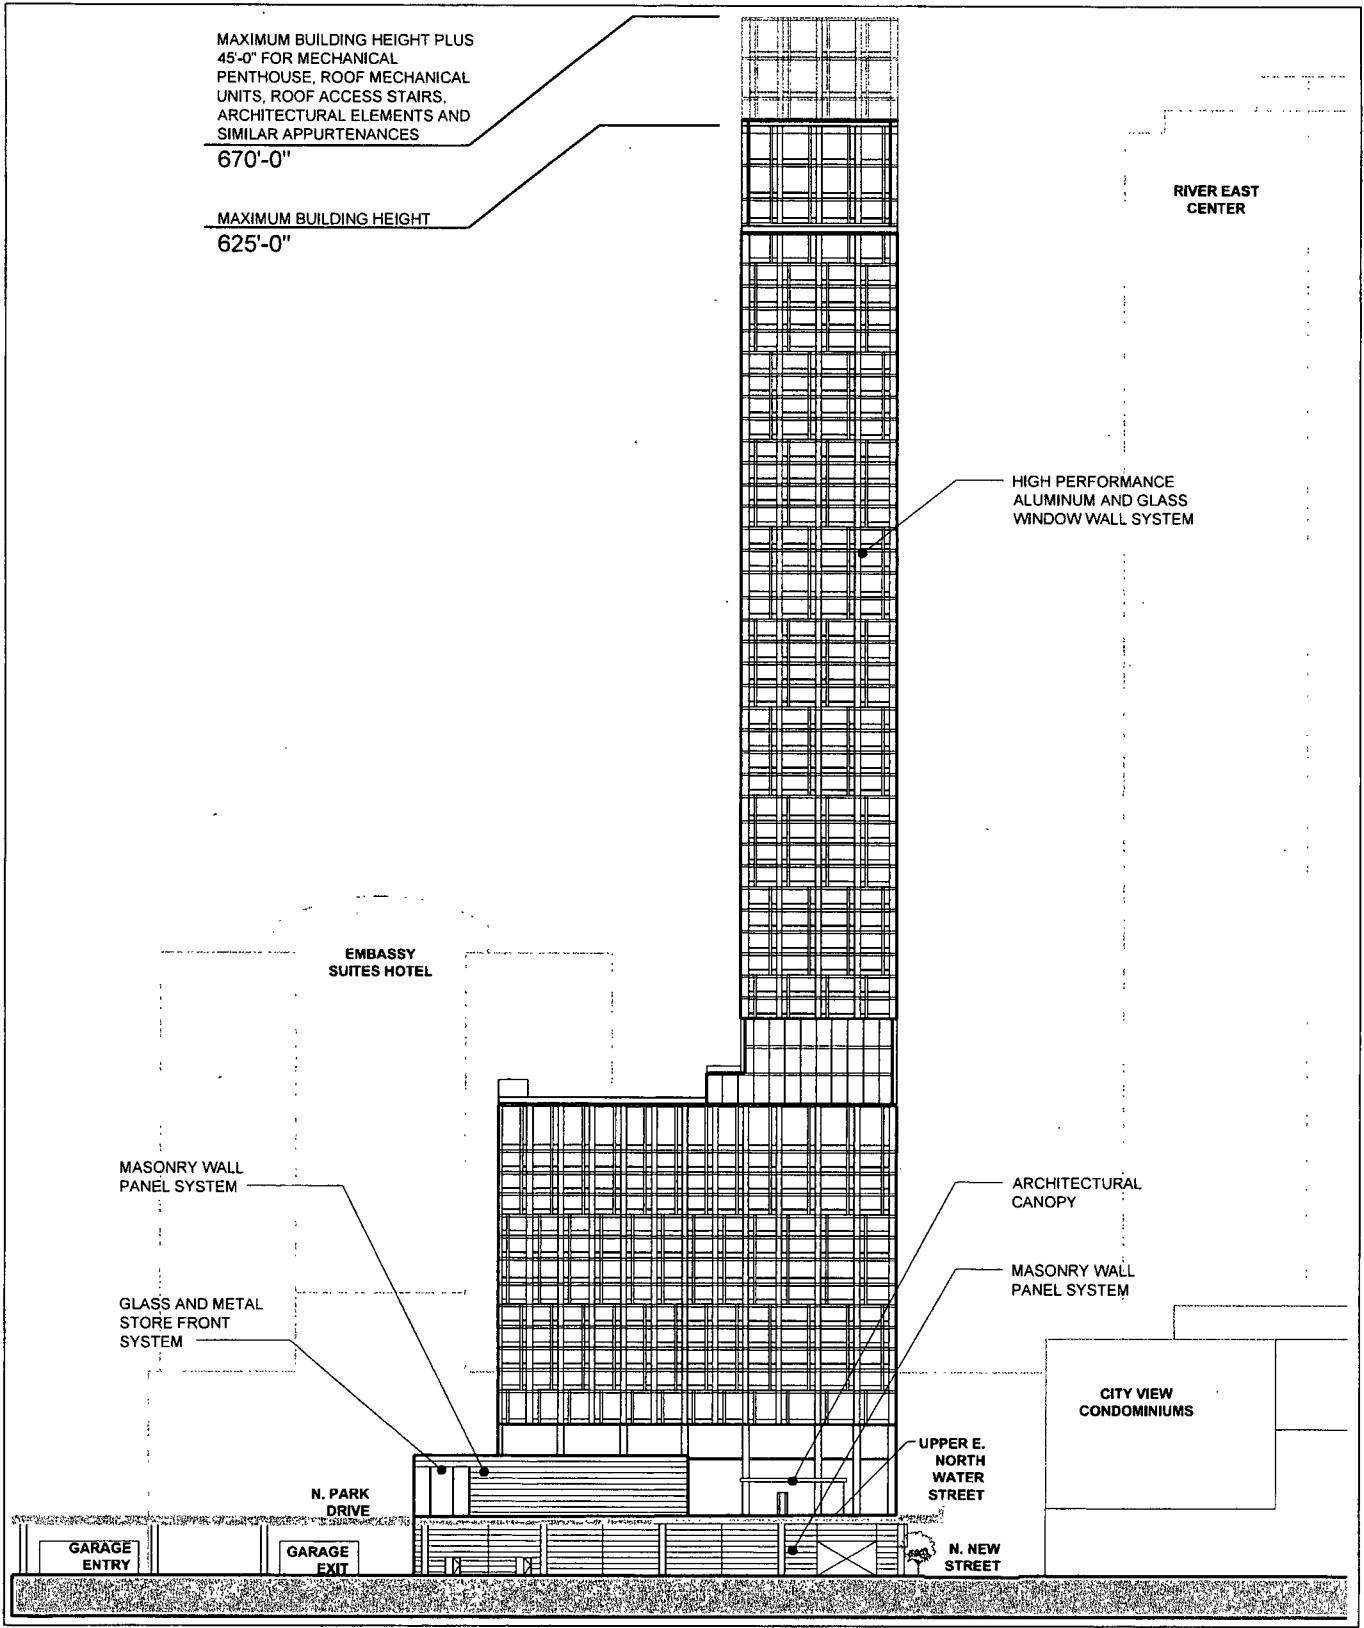 MAXIMUM BUILDING HEIGHT PLUS
45'-0" FOR MECHANICAL
PENTHOUSE, ROOF MECHANICAL
UNITS, ROOF ACCESS STAIRS,
ARCHITECTURAL ELEMENTS AND
SIMILAR APPURTENANCES
670'-0"
MAXIMUM BUILDING HEIGHT
625'-0"
RIVER EAST
CENTER
HIGH PERFORMANCE
ALUMINUM AND GLASS
WINDOW WALL SYSTEM
EMBASSY
SUITES HOTEL
MASONRY WALL
PANEL SYSTEM
GLASS AND METAL
STORE FRONT
SYSTEM
ARCHITECTURAL
CANOPY
MASONRY WALL
PANEL SYSTEM
CITY VIEW
CONDOMINIUMS
UPPER E.
NORTH
WATER
STREET
N. PARK
DRIVE
GARAGE
ENTRY
GARAGE
EXIT
N. NEW
STREET